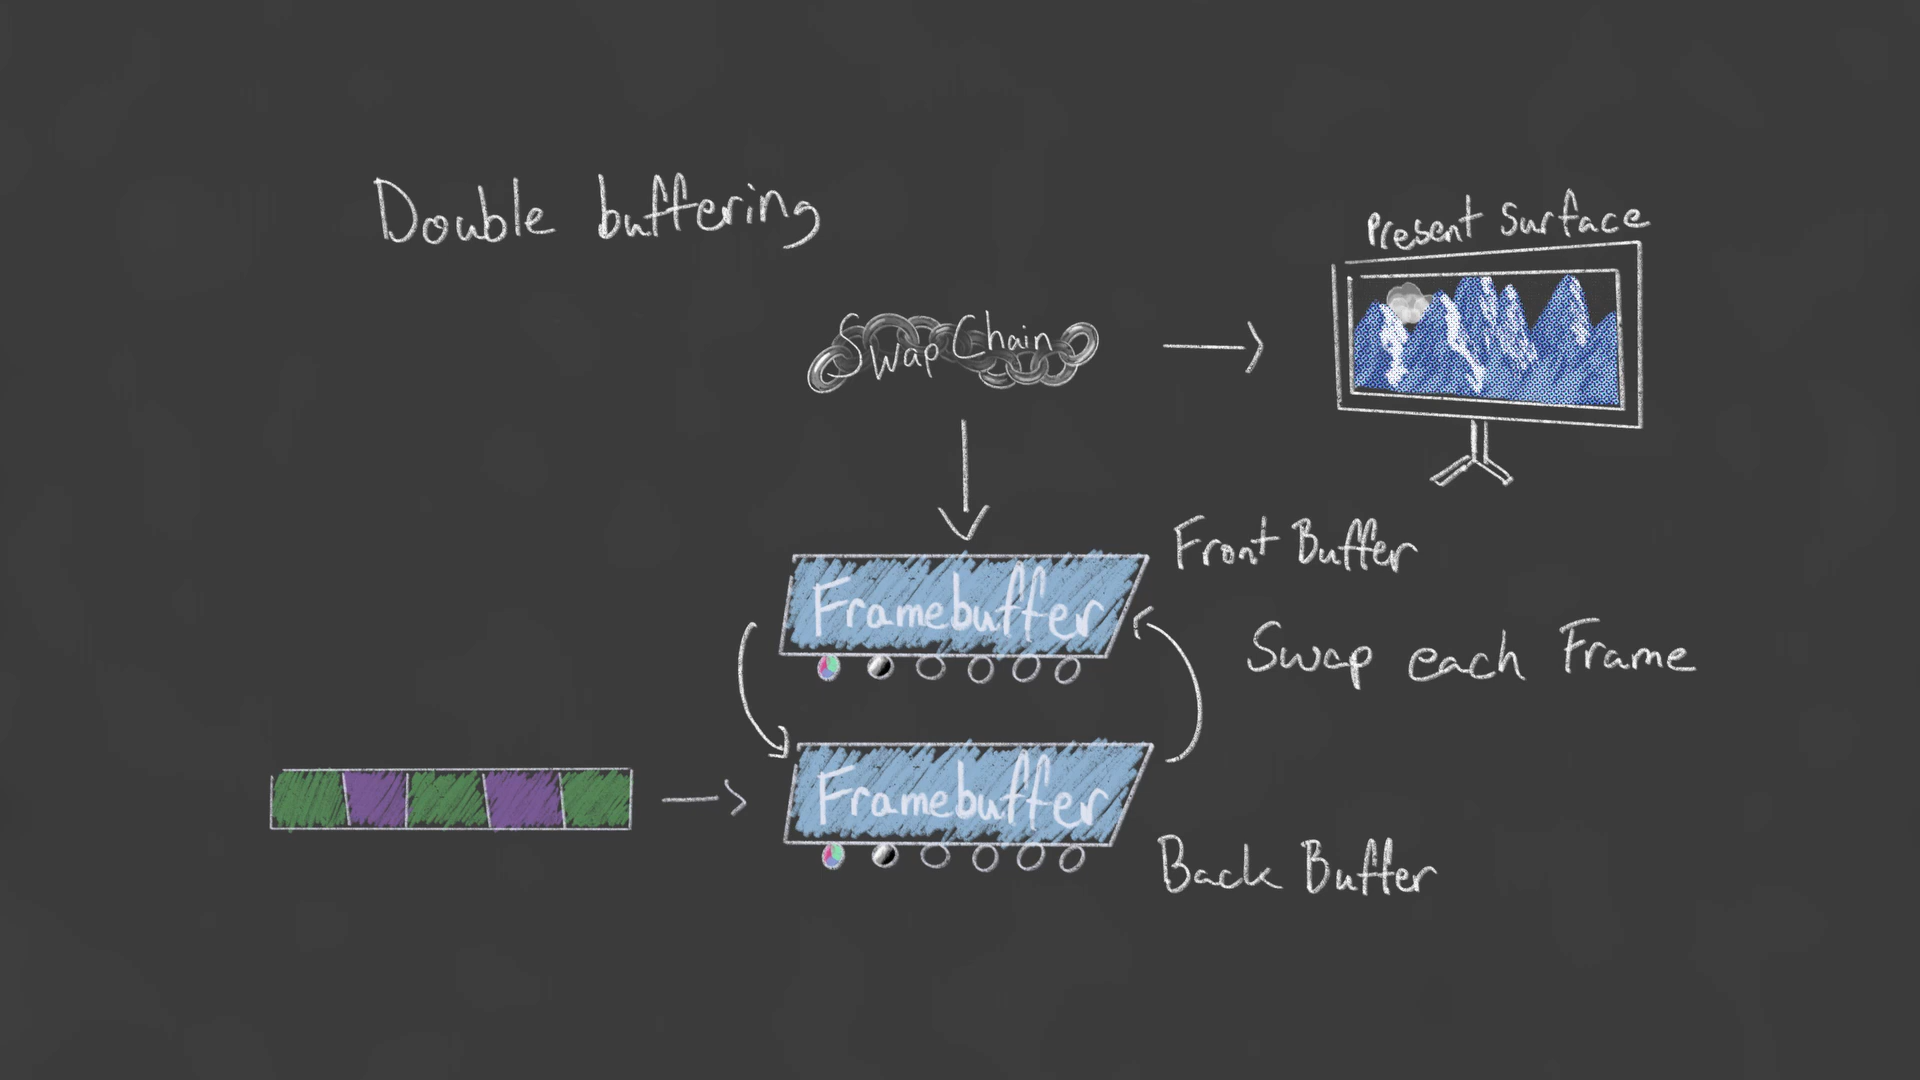 Double buffering
Present Surface
Swap Chain
Front Buffer
Framebuffer
Swap each Frame
Framebuffer
Back Buffer